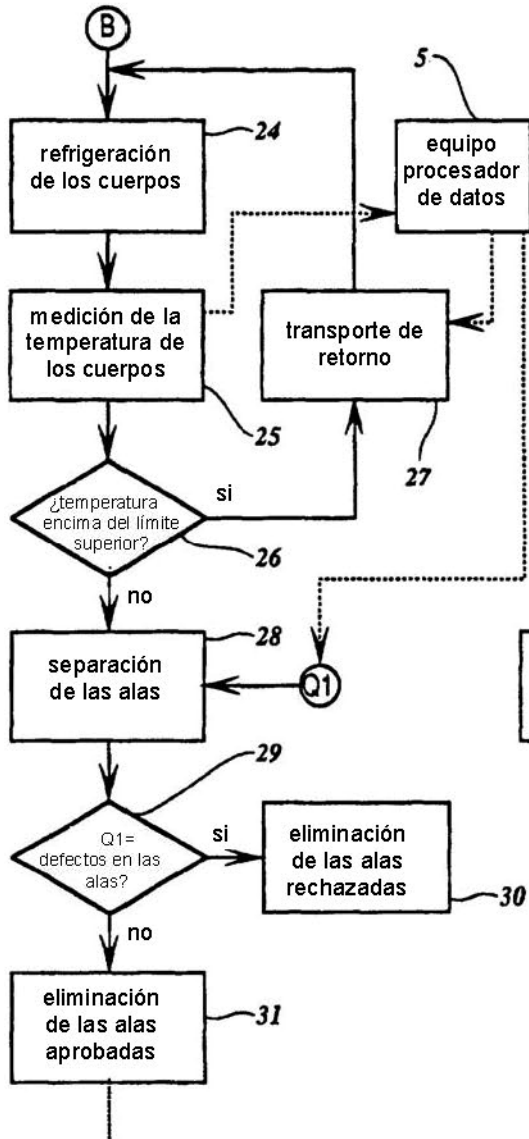 B
24
refrigeración
de los cuerpos
5
equipo
procesador
de datos
medición de la
temperatura de
los cuerpos
25
transporte de
retorno
27
¿temperatura
encima del límite
superior?
26
si
no
28
separación
de las alas
Q1
29
Q1=
defectos en las
alas?
si
eliminación
de las alas
rechazadas
30
no
eliminación
de las alas
aprobadas
31